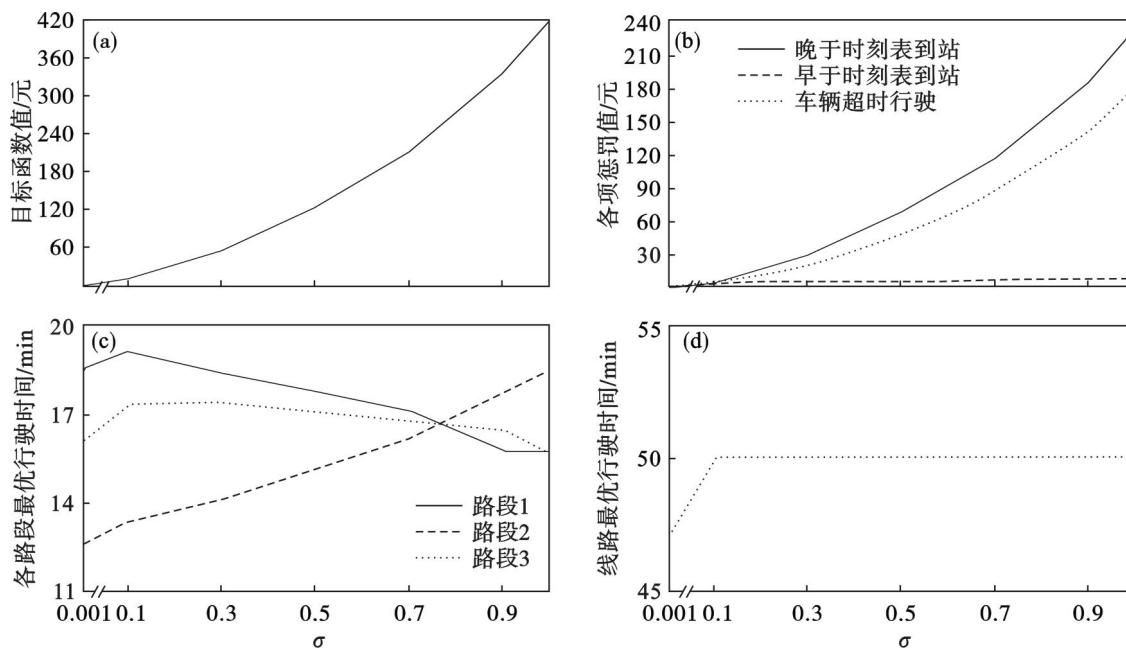 (a)
目标函数值/元
420
360
300
240
180
120
60
(b)
各项惩罚值/元
240
210
180
150
120
90
60
30
晚于时刻表到站
早于时刻表到站
车辆超时行驶
(c)
各路段最优行驶时间/min
20
17
14
11
路段1
路段2
路段3
0.001 0.1 0.3 0.5 0.7 0.9
σ
(d)
线路最优行驶时间/min
55
50
45
0.001 0.1 0.3 0.5 0.7 0.9
σ